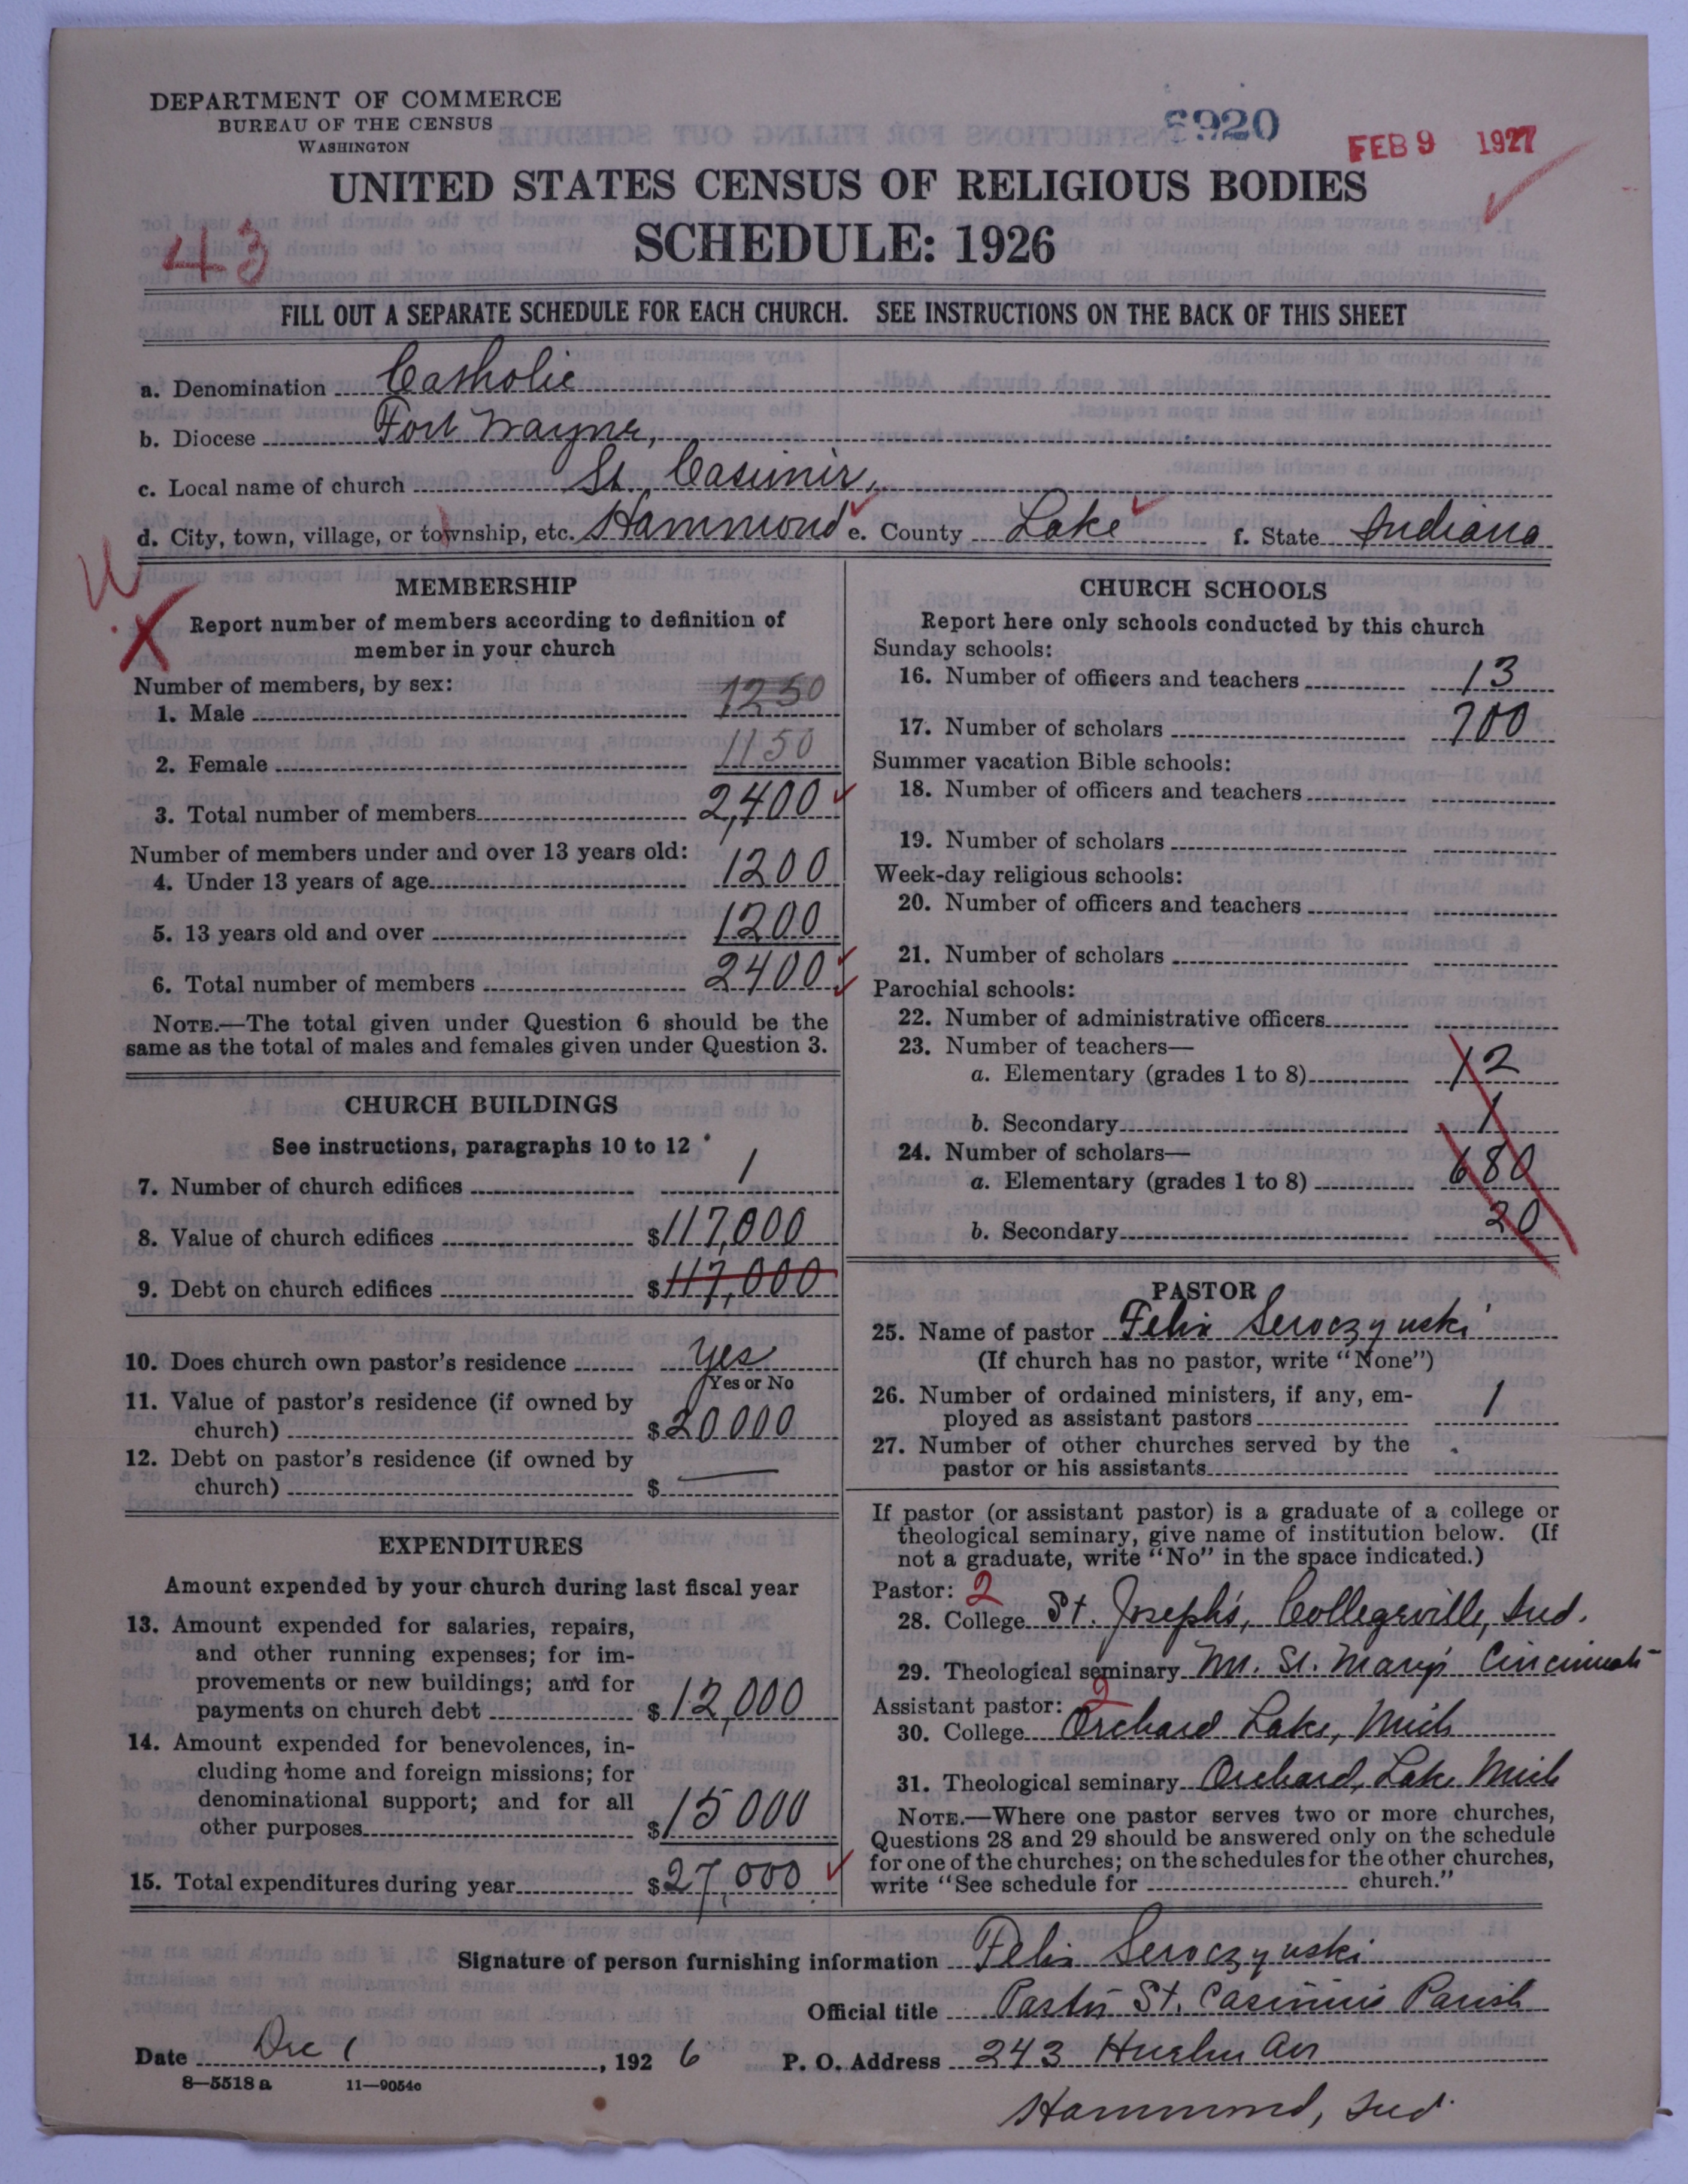 DEPARTMENT OF COMMERCE
BUREAU OF THE CENSUS
WASHINGTON
6920
FEB 9 1927
UNITED STATES CENSUS OF RELIGIOUS BODIES
SCHEDULE: 1926
43
FILL OUT A SEPARATE SCHEDULE FOR EACH CHURCH. SEE INSTRUCTIONS ON THE BACK OF THIS SHEET
a. Denomination Catholic
b. Diocese Fort Wayne,
c. Local name of church St Casimir,
d. City, town, village, or township, etc. Hammond e. County Lake f. State Indiana
MEMBERSHIP
Report number of members according to definition of
member in your church
Number of members, by sex:
1. Male 1250
2. Female 1150
3. Total number of members 2,400
Number of members under and over 13 years old:
4. Under 13 years of age 1200
5. 13 years old and over 1200
6. Total number of members 2400
NOTE.—The total given under Question 6 should be the
same as the total of males and females given under Question 3.
CHURCH BUILDINGS
See instructions, paragraphs 10 to 12
7. Number of church edifices 1
8. Value of church edifices $117,000
9. Debt on church edifices $117,000
10. Does church own pastor's residence yes
Yes or No
11. Value of pastor's residence (if owned by
church) $20000
12. Debt on pastor's residence (if owned by
church) $ —
EXPENDITURES
Amount expended by your church during last fiscal year
13. Amount expended for salaries, repairs,
and other running expenses; for im-
provements or new buildings; and for
payments on church debt $12,000
14. Amount expended for benevolences, in-
cluding home and foreign missions; for
denominational support; and for all
other purposes $15000
15. Total expenditures during year $27,000
CHURCH SCHOOLS
Report here only schools conducted by this church
Sunday schools:
16. Number of officers and teachers 13
17. Number of scholars 700
Summer vacation Bible schools:
18. Number of officers and teachers
19. Number of scholars
Week-day religious schools:
20. Number of officers and teachers
21. Number of scholars
Parochial schools:
22. Number of administrative officers
23. Number of teachers—
a. Elementary (grades 1 to 8) 12
b. Secondary 1
24. Number of scholars—
a. Elementary (grades 1 to 8) 680
b. Secondary 20
PASTOR
25. Name of pastor Felix Seroczynski
(If church has no pastor, write "None")
26. Number of ordained ministers, if any, em-
ployed as assistant pastors 1
27. Number of other churches served by the
pastor or his assistants
If pastor (or assistant pastor) is a graduate of a college or
theological seminary, give name of institution below. (If
not a graduate, write "No" in the space indicated.)
Pastor: 2
28. College St. Joseph's, Collegeville, Ind.
29. Theological seminary Mt. St. Mary's Cincinnati
Assistant pastor: 2
30. College Orchard Lake, Mich
31. Theological seminary Orchard Lake Mich
NOTE.—Where one pastor serves two or more churches,
Questions 28 and 29 should be answered only on the schedule
for one of the churches; on the schedules for the other churches,
write "See schedule for church."
Signature of person furnishing information Felix Seroczynski
Official title Pastor St. Casimir's Parish
Date Dec 1, 1926 P. O. Address 243
8—5518 a 11—9054c
Hammond, Ind.